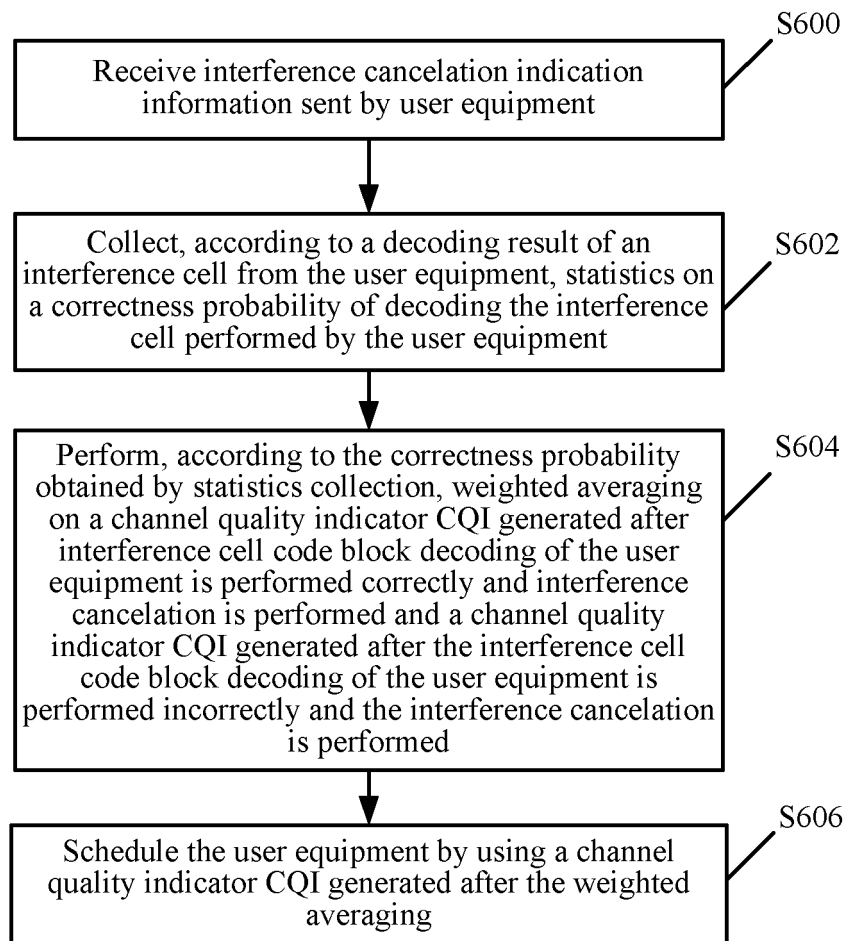 S600
Receive interference cancelation indication
information sent by user equipment
S602
Collect, according to a decoding result of an
interference cell from the user equipment, statistics on
a correctness probability of decoding the interference
cell performed by the user equipment
S604
Perform, according to the correctness probability
obtained by statistics collection, weighted averaging
on a channel quality indicator CQI generated after
interference cell code block decoding of the user
equipment is performed correctly and interference
cancelation is performed and a channel quality
indicator CQI generated after the interference cell
code block decoding of the user equipment is
performed incorrectly and the interference cancelation
is performed
S606
Schedule the user equipment by using a channel
quality indicator CQI generated after the weighted
averaging